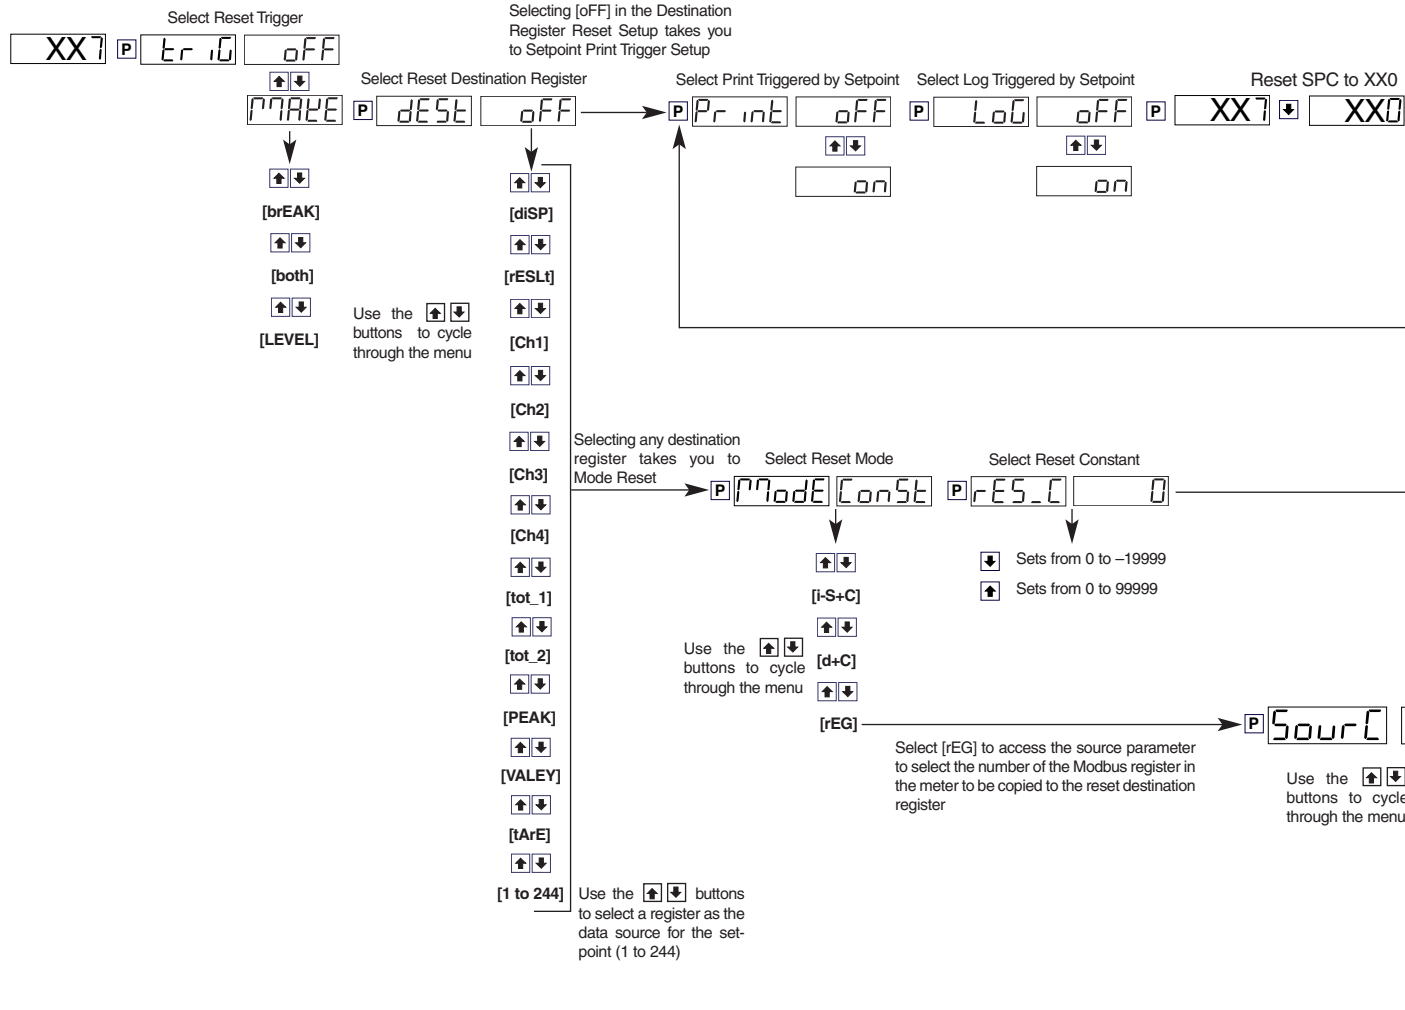 Select Reset Trigger
Selecting [oFF] in the Destination
Register Reset Setup takes you
to Setpoint Print Trigger Setup
XX7 P triG oFF
Select Reset Destination Register
Select Print Triggered by Setpoint
Select Log Triggered by Setpoint
Reset SPC to XX0
MAKE P dESt oFF P Print oFF P LoG oFF P XX7 XX0
on on
[brEAK]
[both]
[LEVEL]
Use the
buttons to cycle
through the menu
[diSP]
[rESLt]
[Ch1]
[Ch2]
[Ch3]
[Ch4]
[tot_1]
[tot_2]
[PEAK]
[VALEY]
[tArE]
[1 to 244]
Use the buttons
to select a register as the
data source for the set-
point (1 to 244)
Selecting any destination
register takes you to
Mode Reset
Select Reset Mode
Select Reset Constant
P ModE ConSt P rES_C 0
[i-S+C]
[d+C]
[rEG]
Use the
buttons to cycle
through the menu
Sets from 0 to –19999
Sets from 0 to 99999
Select [rEG] to access the source parameter
to select the number of the Modbus register in
the meter to be copied to the reset destination
register
P SourC
Use the
buttons to cycle
through the menu